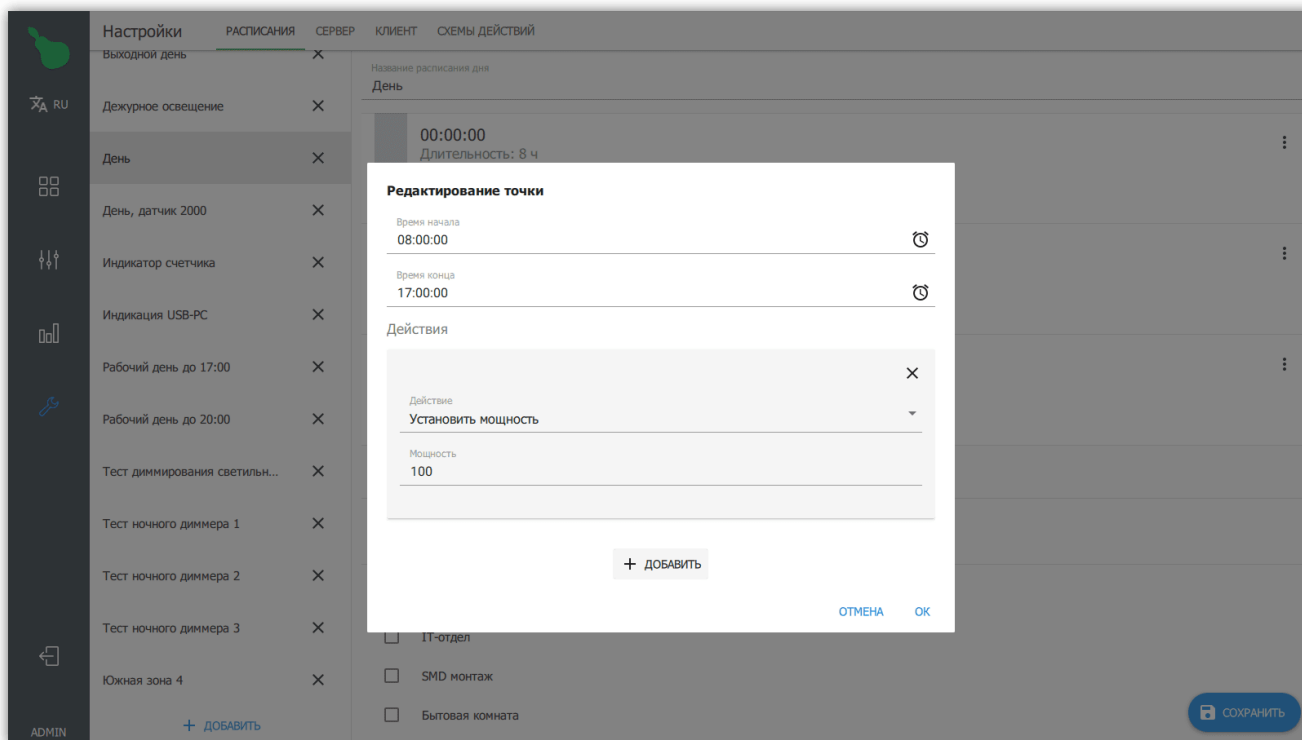 Настройки
РАСПИСАНИЯ СЕРВЕР КЛИЕНТ СХЕМЫ ДЕЙСТВИЙ
RU
ADMIN
Выходной день
Дежурное освещение
День
День, датчик 2000
Индикатор счетчика
Индикация USB-PC
Рабочий день до 17:00
Рабочий день до 20:00
Тест диммирования светильн...
Тест ночного диммера 1
Тест ночного диммера 2
Тест ночного диммера 3
Южная зона 4
+ ДОБАВИТЬ
Название расписания дня
День
00:00:00
Длительность: 8 ч
Редактирование точки
Время начала
08:00:00
Время конца
17:00:00
Действия
Действие
Установить мощность
Мощность
100
+ ДОБАВИТЬ
ОТМЕНА ОК
IT-отдел
SMD монтаж
Бытовая комната
СОХРАНИТЬ